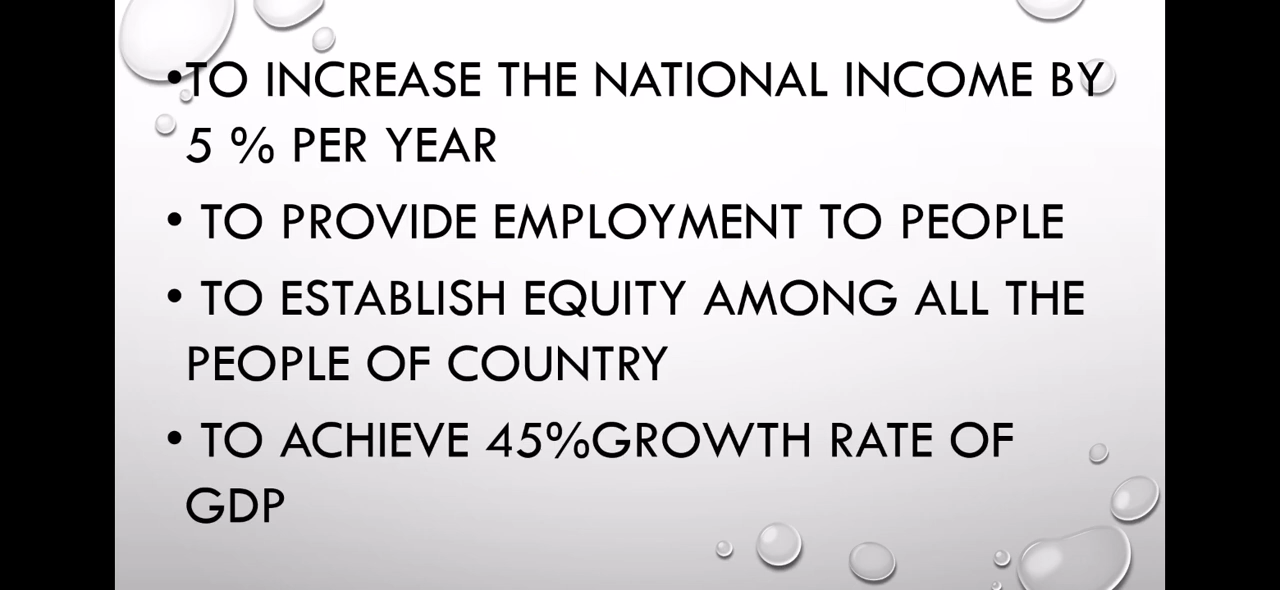 •TO INCREASE THE NATIONAL INCOME BY
5 % PER YEAR
• TO PROVIDE EMPLOYMENT TO PEOPLE
• TO ESTABLISH EQUITY AMONG ALL THE
PEOPLE OF COUNTRY
• TO ACHIEVE 45%GROWTH RATE OF
GDP